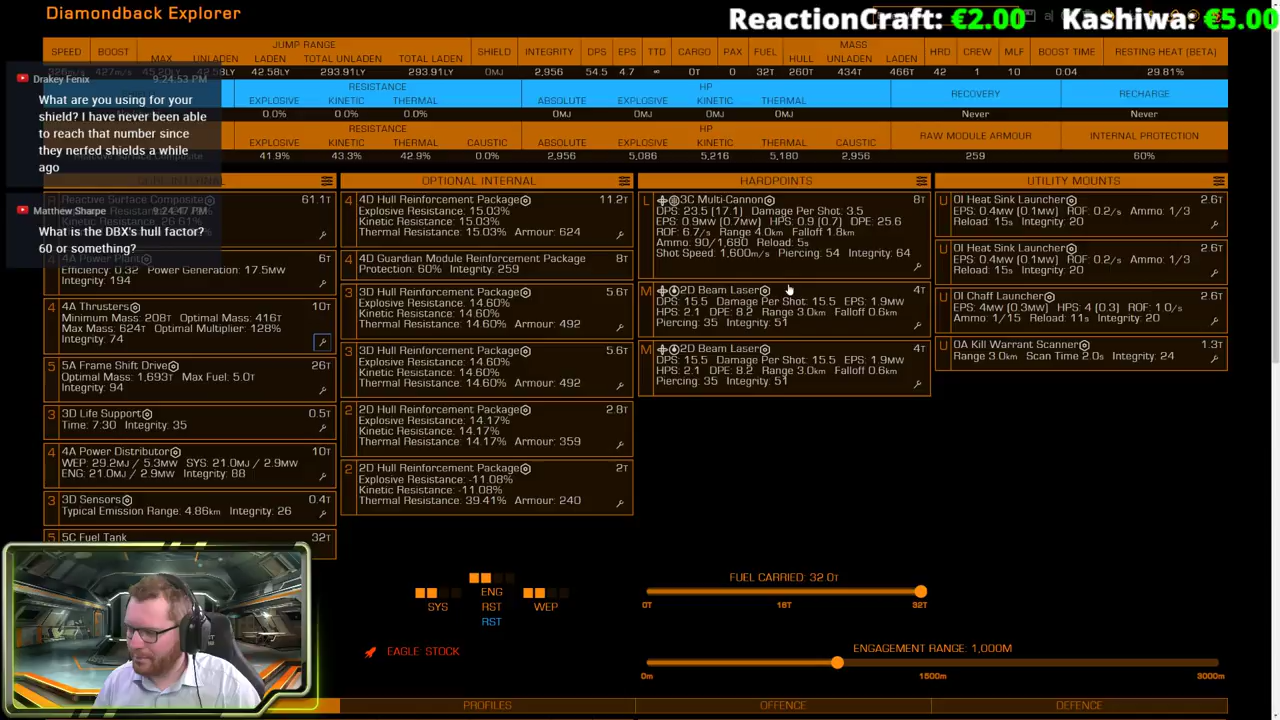 Diamondback Explorer
ReactionCraft: €2.00 Kashiwa: €5.00
SPEED BOOST JUMP RANGE SHIELD INTEGRITY DPS EPS TTD CARGO PAX FUEL MASS HRD CREW MLF BOOST TIME RESTING HEAT (BETA)
MAX UNLADEN LADEN TOTAL UNLADEN TOTAL LADEN HULL UNLADEN LADEN
427m/s 42.58LY 42.58LY 293.91LY 293.91LY 0MJ 2,956 54.5 4.7 ∞ 0T 0 32T 260T 434T 466T 42 1 10 0.04 29.81%
RESISTANCE HP RECOVERY RECHARGE
EXPLOSIVE KINETIC THERMAL ABSOLUTE EXPLOSIVE KINETIC THERMAL
0.0% 0.0% 0.0% 0MJ 0MJ 0MJ 0MJ Never Never
RESISTANCE HP RAW MODULE ARMOUR INTERNAL PROTECTION
EXPLOSIVE KINETIC THERMAL CAUSTIC ABSOLUTE EXPLOSIVE KINETIC THERMAL CAUSTIC
41.9% 43.3% 42.9% 0.0% 2,956 5,086 5,216 5,180 2,956 259 60%
Drakey Fenix 9:24:53 PM
What are you using for your
shield? I have never been able
to reach that number since
they nerfed shields a while
ago
Matthew Sharpe 9:24:47 PM
What is the DBX's hull factor?
60 or something?
Reactive Surface Composite 61.1T
4 4A Power Plant 6T
Efficiency: 0.32 Power Generation: 17.5MW
Integrity: 194
4 4A Thrusters 10T
Minimum Mass: 208T Optimal Mass: 416T
Max Mass: 624T Optimal Multiplier: 128%
Integrity: 74
5 5A Frame Shift Drive 26T
Optimal Mass: 1,693T Max Fuel: 5.0T
Integrity: 94
3 3D Life Support 0.5T
Time: 7:30 Integrity: 35
4 4A Power Distributor 10T
WEP: 29.2MJ / 5.3MW SYS: 21.0MJ / 2.9MW
ENG: 21.0MJ / 2.9MW Integrity: 88
3 3D Sensors 0.4T
Typical Emission Range: 4.86km Integrity: 26
5 5C Fuel Tank 32T
OPTIONAL INTERNAL
4 4D Hull Reinforcement Package 11.2T
Explosive Resistance: 15.03%
Kinetic Resistance: 15.03%
Thermal Resistance: 15.03% Armour: 624
4 4D Guardian Module Reinforcement Package 8T
Protection: 60% Integrity: 259
3 3D Hull Reinforcement Package 5.6T
Explosive Resistance: 14.60%
Kinetic Resistance: 14.60%
Thermal Resistance: 14.60% Armour: 492
3 3D Hull Reinforcement Package 5.6T
Explosive Resistance: 14.60%
Kinetic Resistance: 14.60%
Thermal Resistance: 14.60% Armour: 492
2 2D Hull Reinforcement Package 2.8T
Explosive Resistance: 14.17%
Kinetic Resistance: 14.17%
Thermal Resistance: 14.17% Armour: 359
2 2D Hull Reinforcement Package 2T
Explosive Resistance: -11.08%
Kinetic Resistance: -11.08%
Thermal Resistance: 39.41% Armour: 240
HARDPOINTS
L 3C Multi-Cannon 8T
DPS: 23.5 [17.1] Damage Per Shot: 3.5
EPS: 0.9MW [0.7MW] HPS: 0.9 [0.7] DPE: 25.6
ROF: 6.7/s Range 4.0km Falloff 1.8km
Ammo: 90/1,680 Reload: 5s
Shot Speed: 1,600m/s Piercing: 54 Integrity: 64
M 2D Beam Laser 4T
DPS: 15.5 Damage Per Shot: 15.5 EPS: 1.9MW
HPS: 2.1 DPE: 8.2 Range 3.0km Falloff 0.6km
Piercing: 35 Integrity: 51
M 2D Beam Laser 4T
DPS: 15.5 Damage Per Shot: 15.5 EPS: 1.9MW
HPS: 2.1 DPE: 8.2 Range 3.0km Falloff 0.6km
Piercing: 35 Integrity: 51
UTILITY MOUNTS
U 0I Heat Sink Launcher 2.6T
EPS: 0.4MW [0.1MW] ROF: 0.2/s Ammo: 1/3
Reload: 15s Integrity: 20
U 0I Heat Sink Launcher 2.6T
EPS: 0.4MW [0.1MW] ROF: 0.2/s Ammo: 1/3
Reload: 15s Integrity: 20
U 0I Chaff Launcher 2.6T
EPS: 4MW [0.3MW] HPS: 4 [0.3] ROF: 1.0/s
Ammo: 1/15 Reload: 11s Integrity: 20
U 0A Kill Warrant Scanner 1.3T
Range 3.0km Scan Time 2.0s Integrity: 24
SYS ENG WEP
RST
RST
EAGLE: STOCK
FUEL CARRIED: 32.0T
0T 16T 32T
ENGAGEMENT RANGE: 1,000M
0m 1500m 3000m
PROFILES OFFENCE DEFENCE